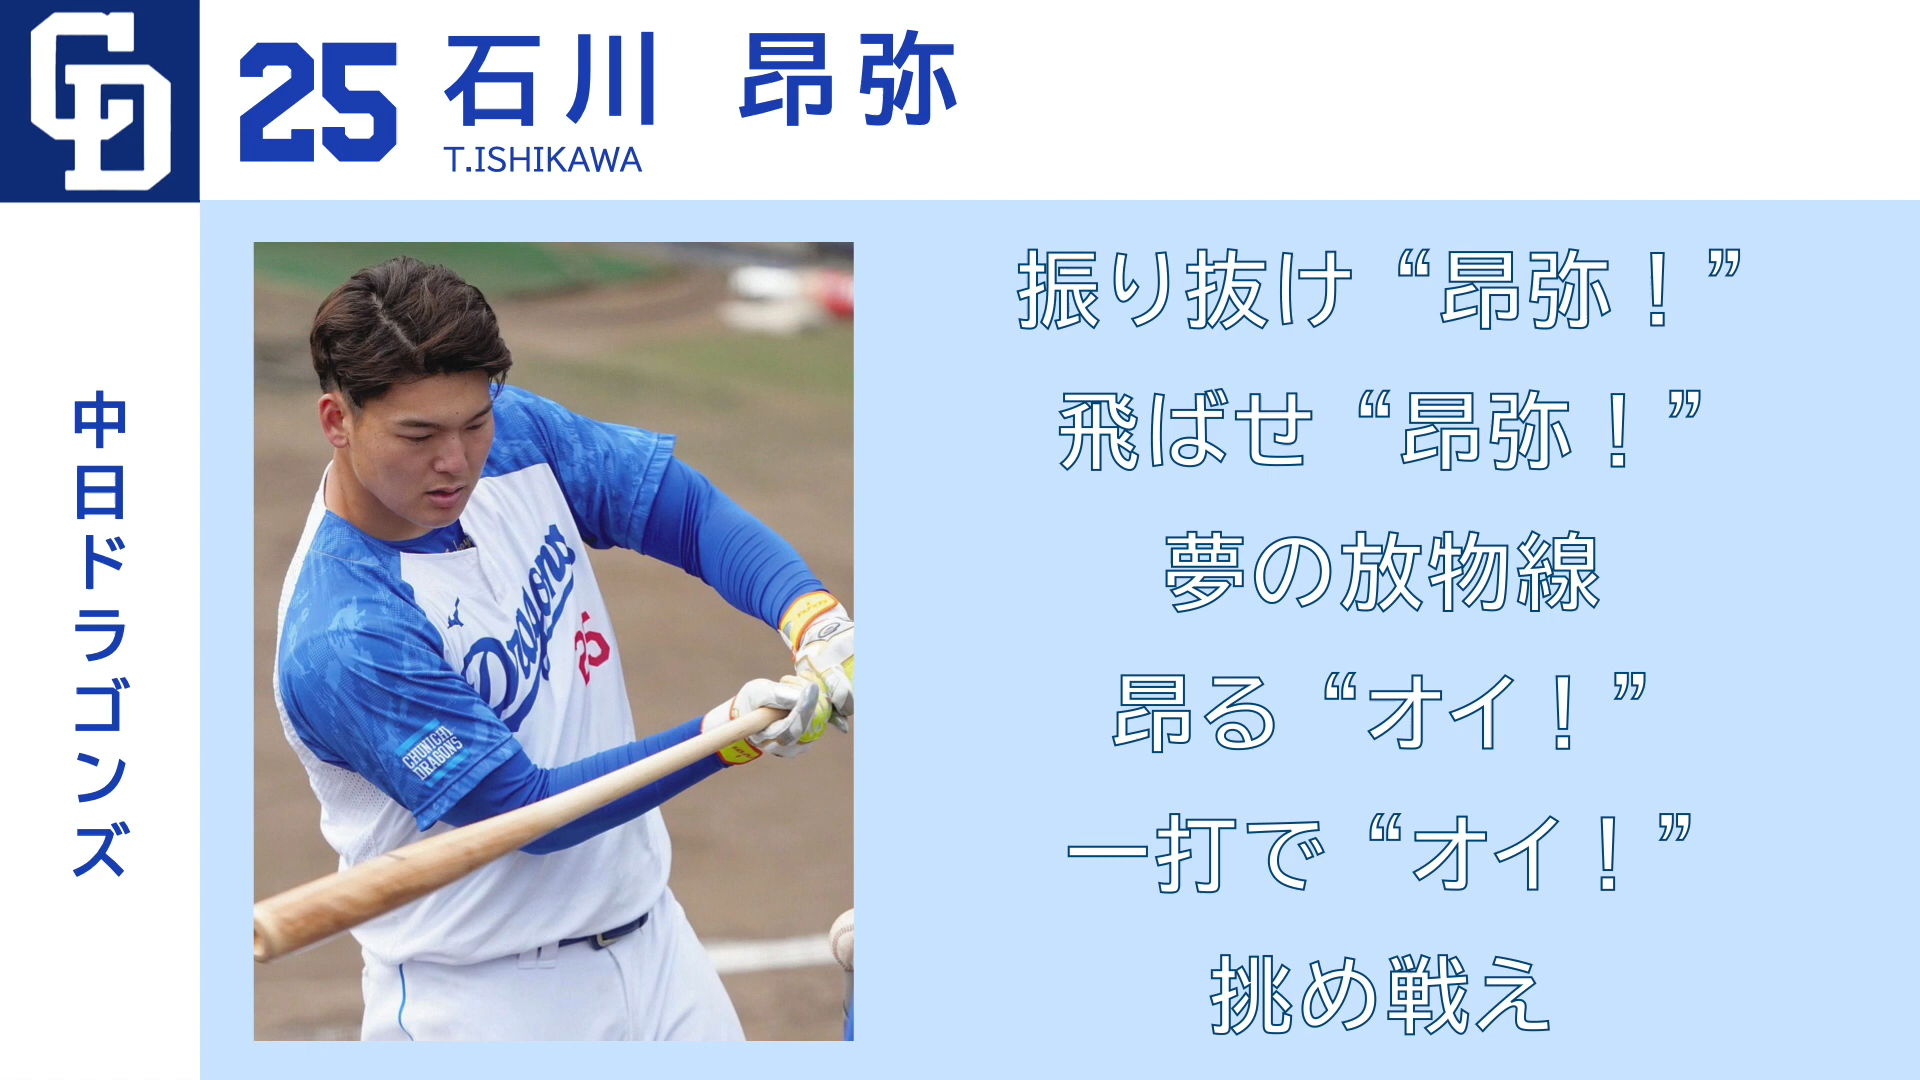 CD
25
石川 昂弥
T.ISHIKAWA
中日ドラゴンズ
振り抜け“昂弥！”
飛ばせ“昂弥！”
夢の放物線
昂る“オイ！”
一打で“オイ！”
挑め戦え
Dragons
25
CHUNICHI
DRAGONS